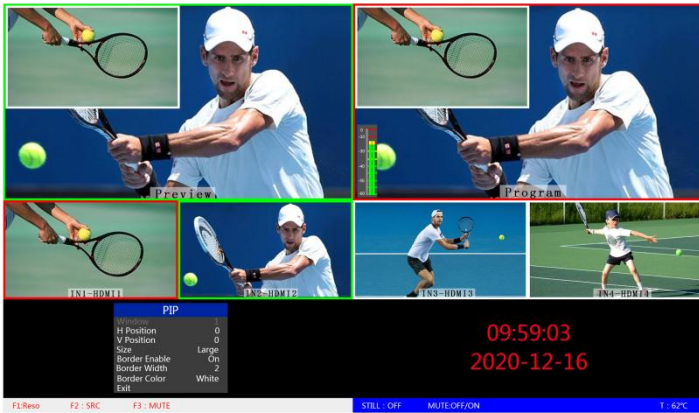 Preview
Program
0
IN1-HDMI1
IN2-HDMI2
IN3-HDMI3
IN4-HDMI4
PIP
Window 1
H Position 0
V Position 0
Size Large
Border Enable On
Border Width 2
Border Color White
Exit
09:59:03
2020-12-16
F1:Reso F2 : SRC F3 : MUTE
STILL : OFF MUTE:OFF/ON T : 62℃